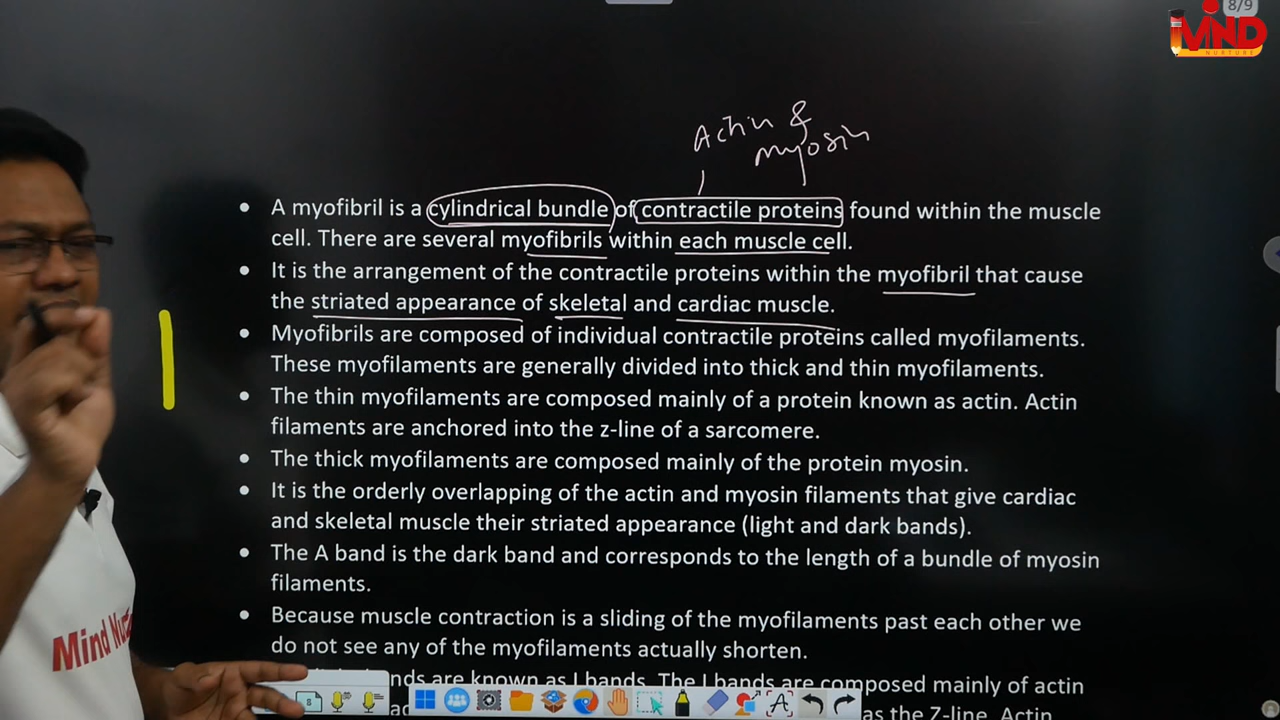 8/9
MIND
NURTURE
Actin &
myosin
• A myofibril is a cylindrical bundle of contractile proteins found within the muscle
cell. There are several myofibrils within each muscle cell.
• It is the arrangement of the contractile proteins within the myofibril that cause
the striated appearance of skeletal and cardiac muscle.
• Myofibrils are composed of individual contractile proteins called myofilaments.
These myofilaments are generally divided into thick and thin myofilaments.
• The thin myofilaments are composed mainly of a protein known as actin. Actin
filaments are anchored into the z-line of a sarcomere.
• The thick myofilaments are composed mainly of the protein myosin.
• It is the orderly overlapping of the actin and myosin filaments that give cardiac
and skeletal muscle their striated appearance (light and dark bands).
• The A band is the dark band and corresponds to the length of a bundle of myosin
filaments.
• Because muscle contraction is a sliding of the myofilaments past each other we
do not see any of the myofilaments actually shorten.
are known as I bands. The I bands are composed mainly of actin
as the Z-line. Actin
Mind